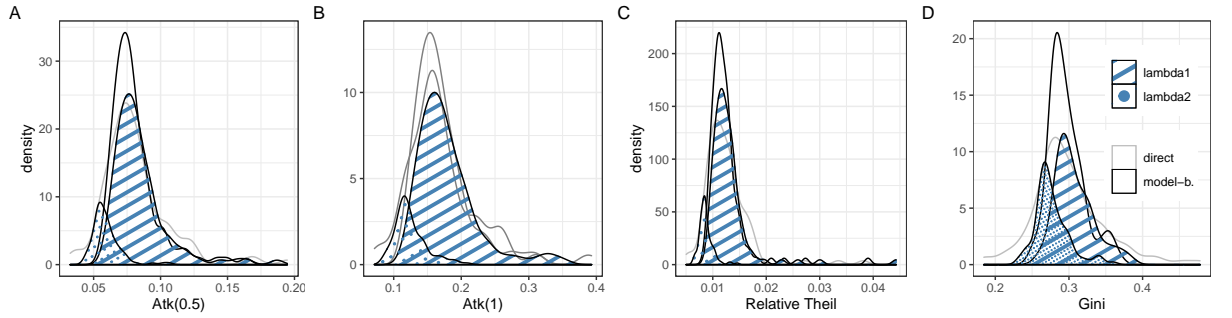 A
density
35
30
20
10
0
0.05
0.10
0.15
0.20
Atk(0.5)
B
10
5
0
0.1
0.2
0.3
0.4
Atk(1)
C
density
200
150
100
50
0
0.01
0.02
0.03
0.04
Relative Theil
D
20
15
10
5
0
0.2
0.3
0.4
Gini
lambda1
lambda2
direct
model-b.